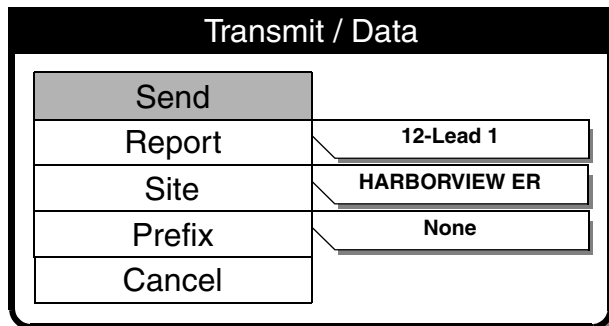 Transmit / Data
Send
Report 12-Lead 1
Site HARBORVIEW ER
Prefix None
Cancel